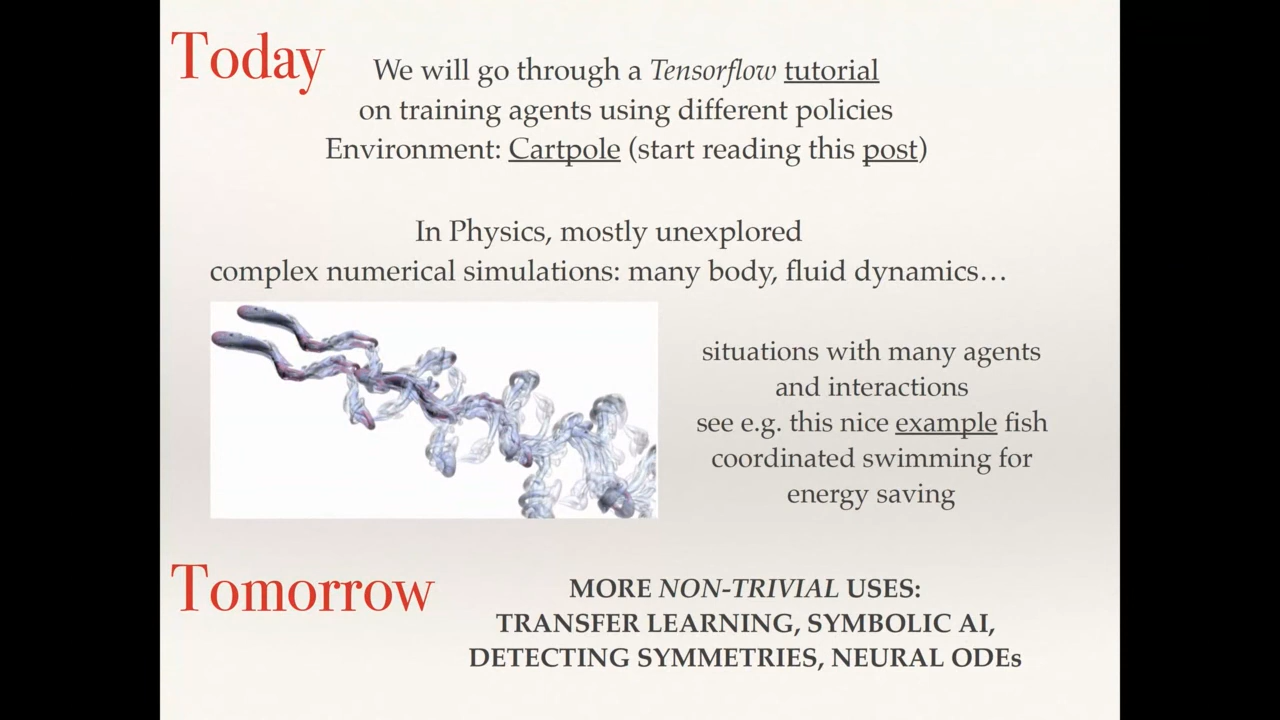 Today
We will go through a Tensorflow tutorial
on training agents using different policies
Environment: Cartpole (start reading this post)
In Physics, mostly unexplored
complex numerical simulations: many body, fluid dynamics…
situations with many agents
and interactions
see e.g. this nice example fish
coordinated swimming for
energy saving
Tomorrow
MORE NON-TRIVIAL USES:
TRANSFER LEARNING, SYMBOLIC AI,
DETECTING SYMMETRIES, NEURAL ODEs